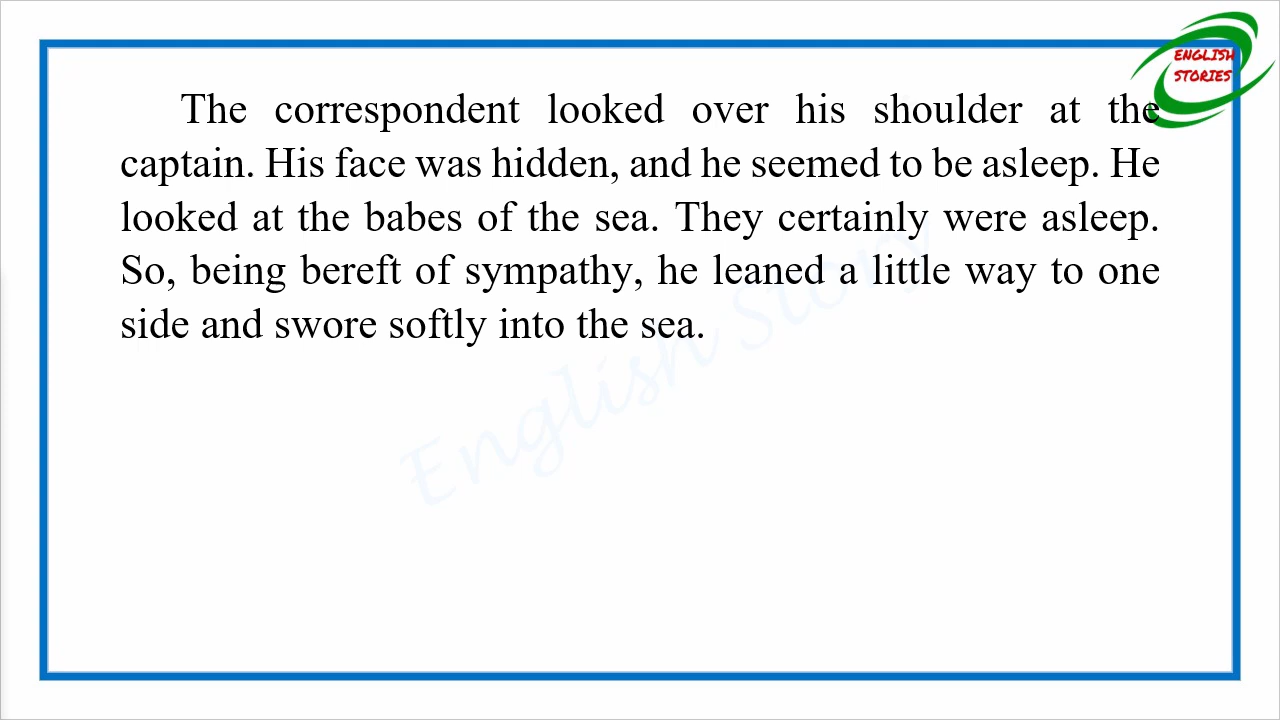 ENGLISH
STORIES
The correspondent looked over his shoulder at the
captain. His face was hidden, and he seemed to be asleep. He
looked at the babes of the sea. They certainly were asleep.
So, being bereft of sympathy, he leaned a little way to one
side and swore softly into the sea.
English Story